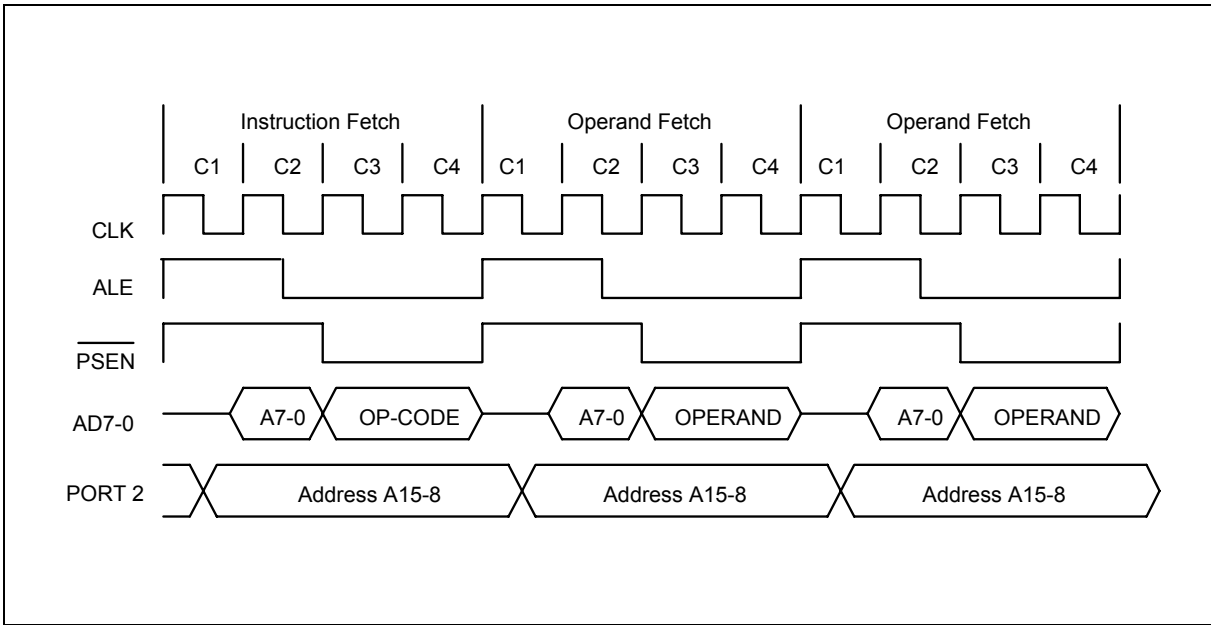 Instruction Fetch Operand Fetch Operand Fetch
C1 C2 C3 C4 C1 C2 C3 C4 C1 C2 C3 C4
CLK
ALE
PSEN
AD7-0 A7-0 OP-CODE A7-0 OPERAND A7-0 OPERAND
PORT 2 Address A15-8 Address A15-8 Address A15-8